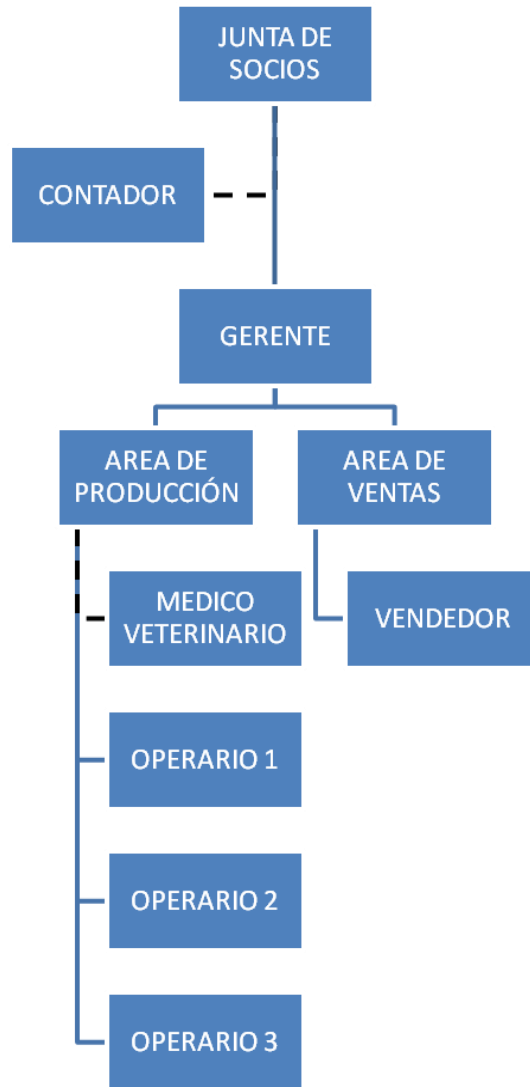 JUNTA DE
SOCIOS
CONTADOR
GERENTE
AREA DE
PRODUCCIÓN
AREA DE
VENTAS
MEDICO
VETERINARIO
VENDEDOR
OPERARIO 1
OPERARIO 2
OPERARIO 3